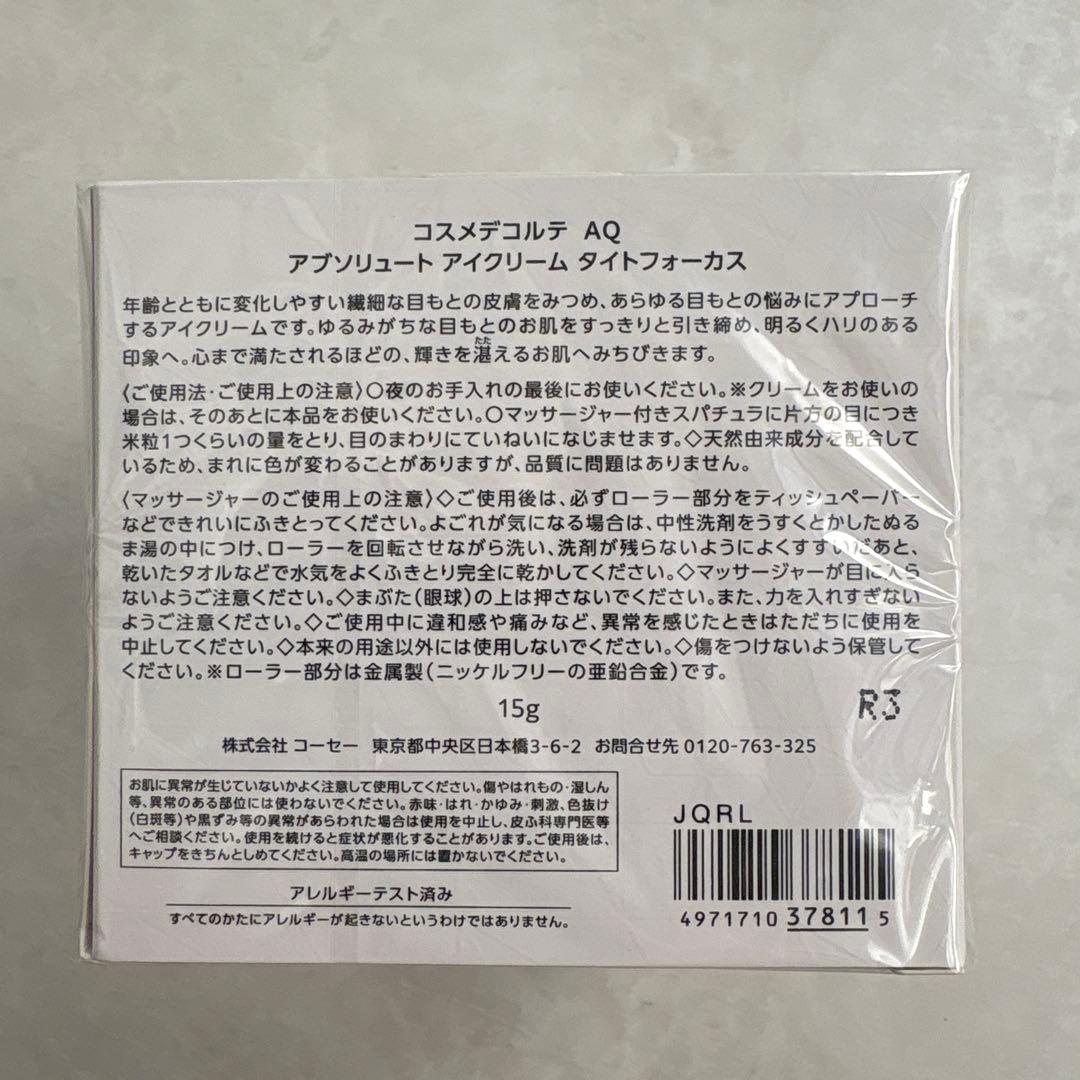 コスメデコルテ AQ
アブソリュート アイクリーム タイトフォーカス
年齢とともに変化しやすい繊細な目もとの皮膚をみつめ、あらゆる目もとの悩みにアプローチ
するアイクリームです。ゆるみがちな目もとのお肌をすっきりと引き締め、明るくハリのある
たた
印象へ。心まで満たされるほどの、輝きを湛えるお肌へみちびきます。
〈ご使用法・ご使用上の注意〉○夜のお手入れの最後にお使いください。※クリームをお使いの
場合は、そのあとに本品をお使いください。○マッサージャー付きスパチュラに片方の目につき
米粒1つくらいの量をとり、目のまわりにていねいになじませます。◇天然由来成分を配合して
いるため、まれに色が変わることがありますが、品質に問題はありません。
〈マッサージャーのご使用上の注意〉◇ご使用後は、必ずローラー部分をティッシュペーパー
などできれいにふきとってください。よごれが気になる場合は、中性洗剤をうすくとかしたぬる
ま湯の中につけ、ローラーを回転させながら洗い、洗剤が残らないようによくすすいだあと、
乾いたタオルなどで水気をよくふきとり完全に乾かしてください。◇マッサージャーが目に入ら
ないようご注意ください。◇まぶた(眼球)の上は押さないでください。また、力を入れすぎない
ようご注意ください。◇ご使用中に違和感や痛みなど、異常を感じたときはただちに使用を
中止してください。◇本来の用途以外には使用しないでください。◇傷をつけないよう保管して
ください。※ローラー部分は金属製(ニッケルフリーの亜鉛合金)です。
15g
R3
株式会社 コーセー 東京都中央区日本橋3-6-2 お問合せ先 0120-763-325
お肌に異常が生じていないかよく注意して使用してください。傷やはれもの・湿しん
等、異常のある部位には使わないでください。赤味・はれ・かゆみ・刺激、色抜け
(白斑等)や黒ずみ等の異常があらわれた場合は使用を中止し、皮ふ科専門医等
へご相談ください。使用を続けると症状が悪化することがあります。ご使用後は、
キャップをきちんとしめてください。高温の場所には置かないでください。
JQRL
アレルギーテスト済み
すべてのかたにアレルギーが起きないというわけではありません。
4971710 37811 5